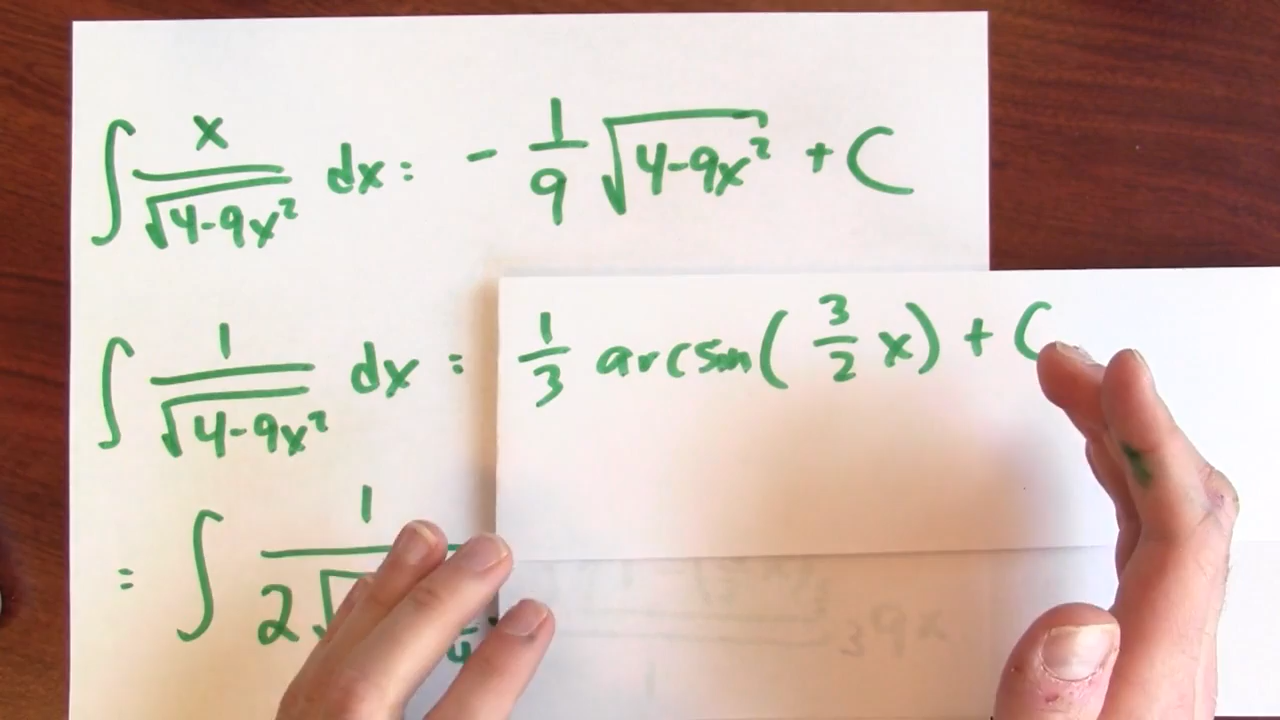 ∫ x/√(4-9x²) dx = - 1/9 √(4-9x²) + C
∫ 1/√(4-9x²) dx = 1/3 arcsin(3/2 x) + C
= ∫ 1/2√